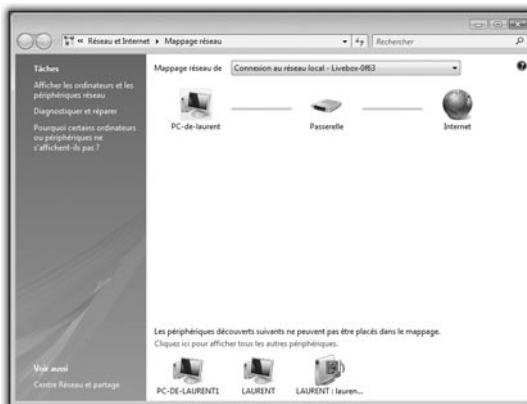 « Réseau et Internet ▸ Mappage réseau
Rechercher
Tâches
Afficher les ordinateurs et les
périphériques réseau
Diagnostiquer et réparer
Pourquoi certains ordinateurs
ou périphériques ne
s'affichent-ils pas ?
Voir aussi
Centre Réseau et partage
Mappage réseau de
Connexion au réseau local - Livebox-0f63
PC-de-laurent
Passerelle
Internet
Les périphériques découverts suivants ne peuvent pas être placés dans le mappage.
Cliquez ici pour afficher tous les autres périphériques.
PC-DE-LAURENT1
LAURENT
LAURENT : lauren...